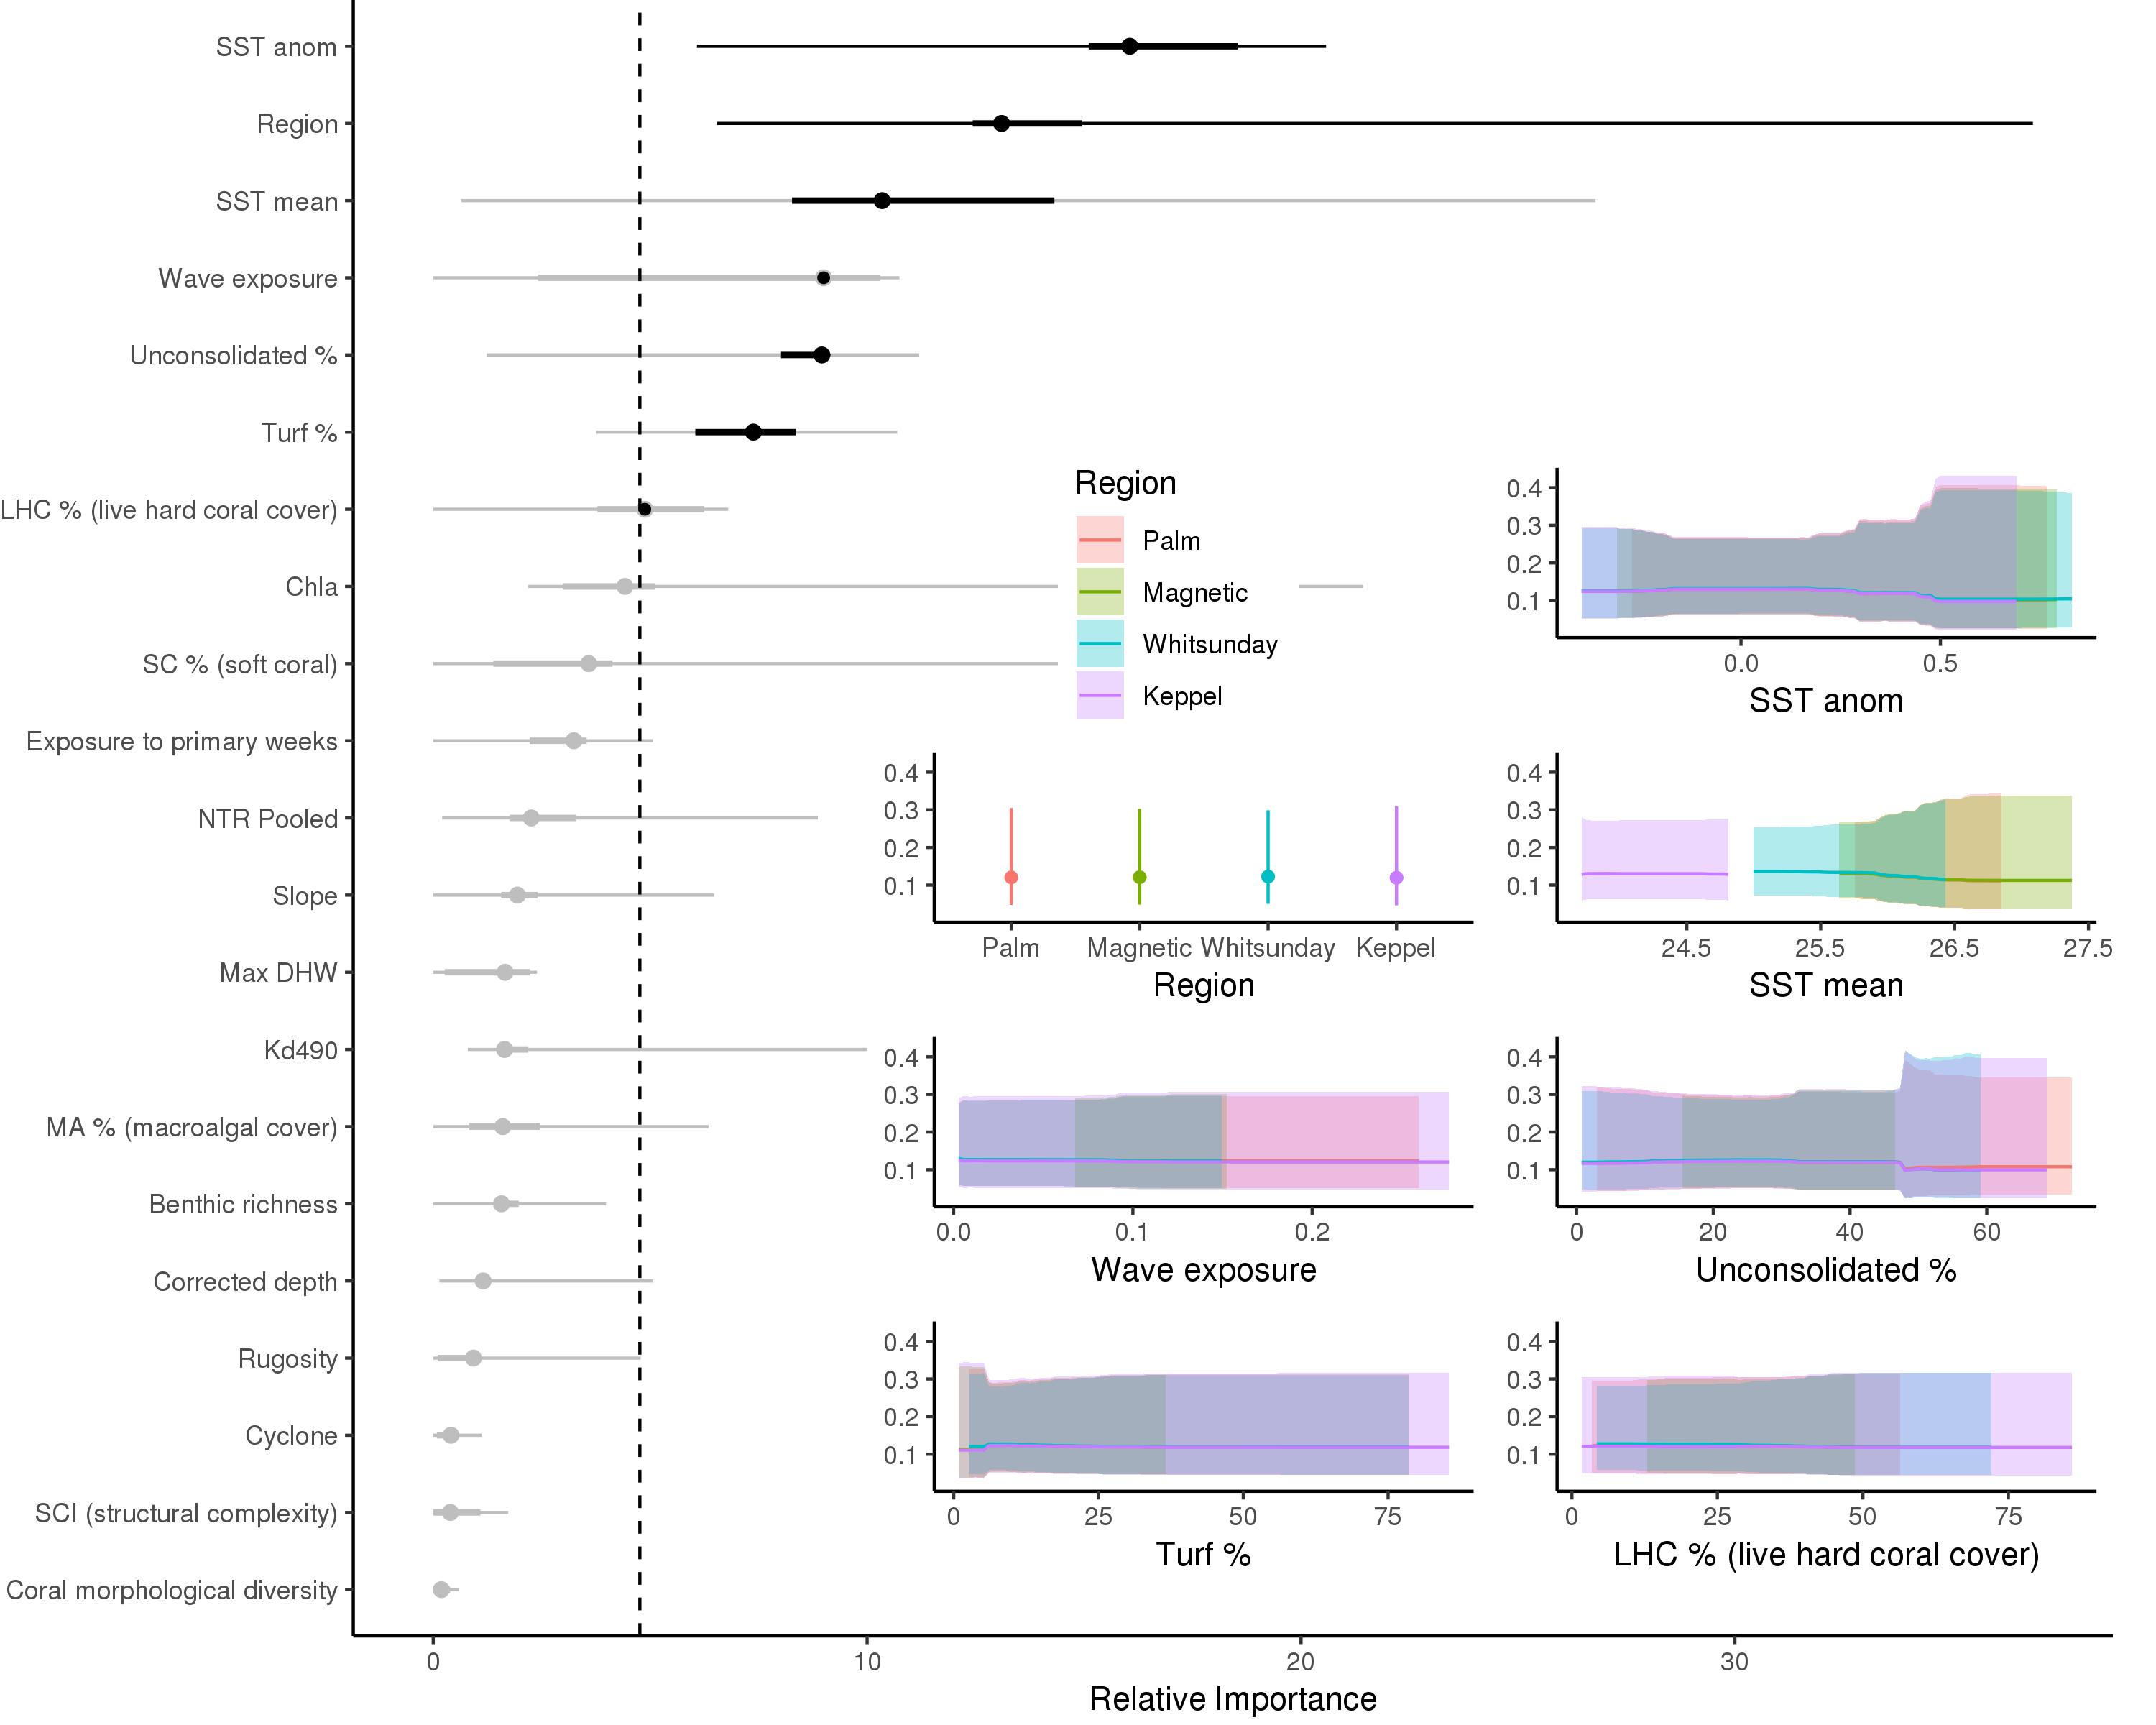 SST anom
Region
SST mean
Wave exposure
Unconsolidated %
Turf %
LHC % (live hard coral cover)
Chla
SC % (soft coral)
Exposure to primary weeks
NTR Pooled
Slope
Max DHW
Kd490
MA % (macroalgal cover)
Benthic richness
Corrected depth
Rugosity
Cyclone
SCI (structural complexity)
Coral morphological diversity
0 10 20 30
Relative Importance
Region
Palm
Magnetic
Whitsunday
Keppel
0.4
0.3
0.2
0.1
0.0 0.5
SST anom
0.4
0.3
0.2
0.1
Palm Magnetic Whitsunday Keppel
Region
0.4
0.3
0.2
0.1
24.5 25.5 26.5 27.5
SST mean
0.4
0.3
0.2
0.1
0.0 0.1 0.2
Wave exposure
0.4
0.3
0.2
0.1
0 20 40 60
Unconsolidated %
0.4
0.3
0.2
0.1
0 25 50 75
Turf %
0.4
0.3
0.2
0.1
0 25 50 75
LHC % (live hard coral cover)